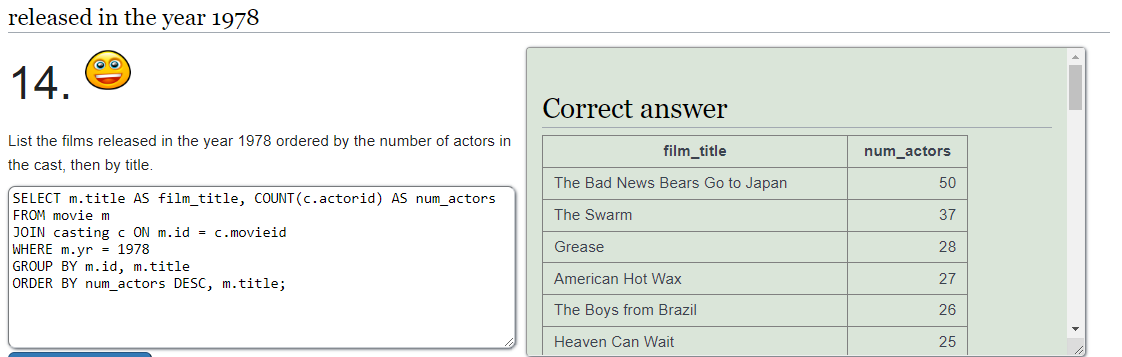 released in the year 1978
14.
List the films released in the year 1978 ordered by the number of actors in
the cast, then by title.
SELECT m.title AS film_title, COUNT(c.actorid) AS num_actors
FROM movie m
JOIN casting c ON m.id = c.movieid
WHERE m.yr = 1978
GROUP BY m.id, m.title
ORDER BY num_actors DESC, m.title;
Correct answer
film_title num_actors
The Bad News Bears Go to Japan 50
The Swarm 37
Grease 28
American Hot Wax 27
The Boys from Brazil 26
Heaven Can Wait 25